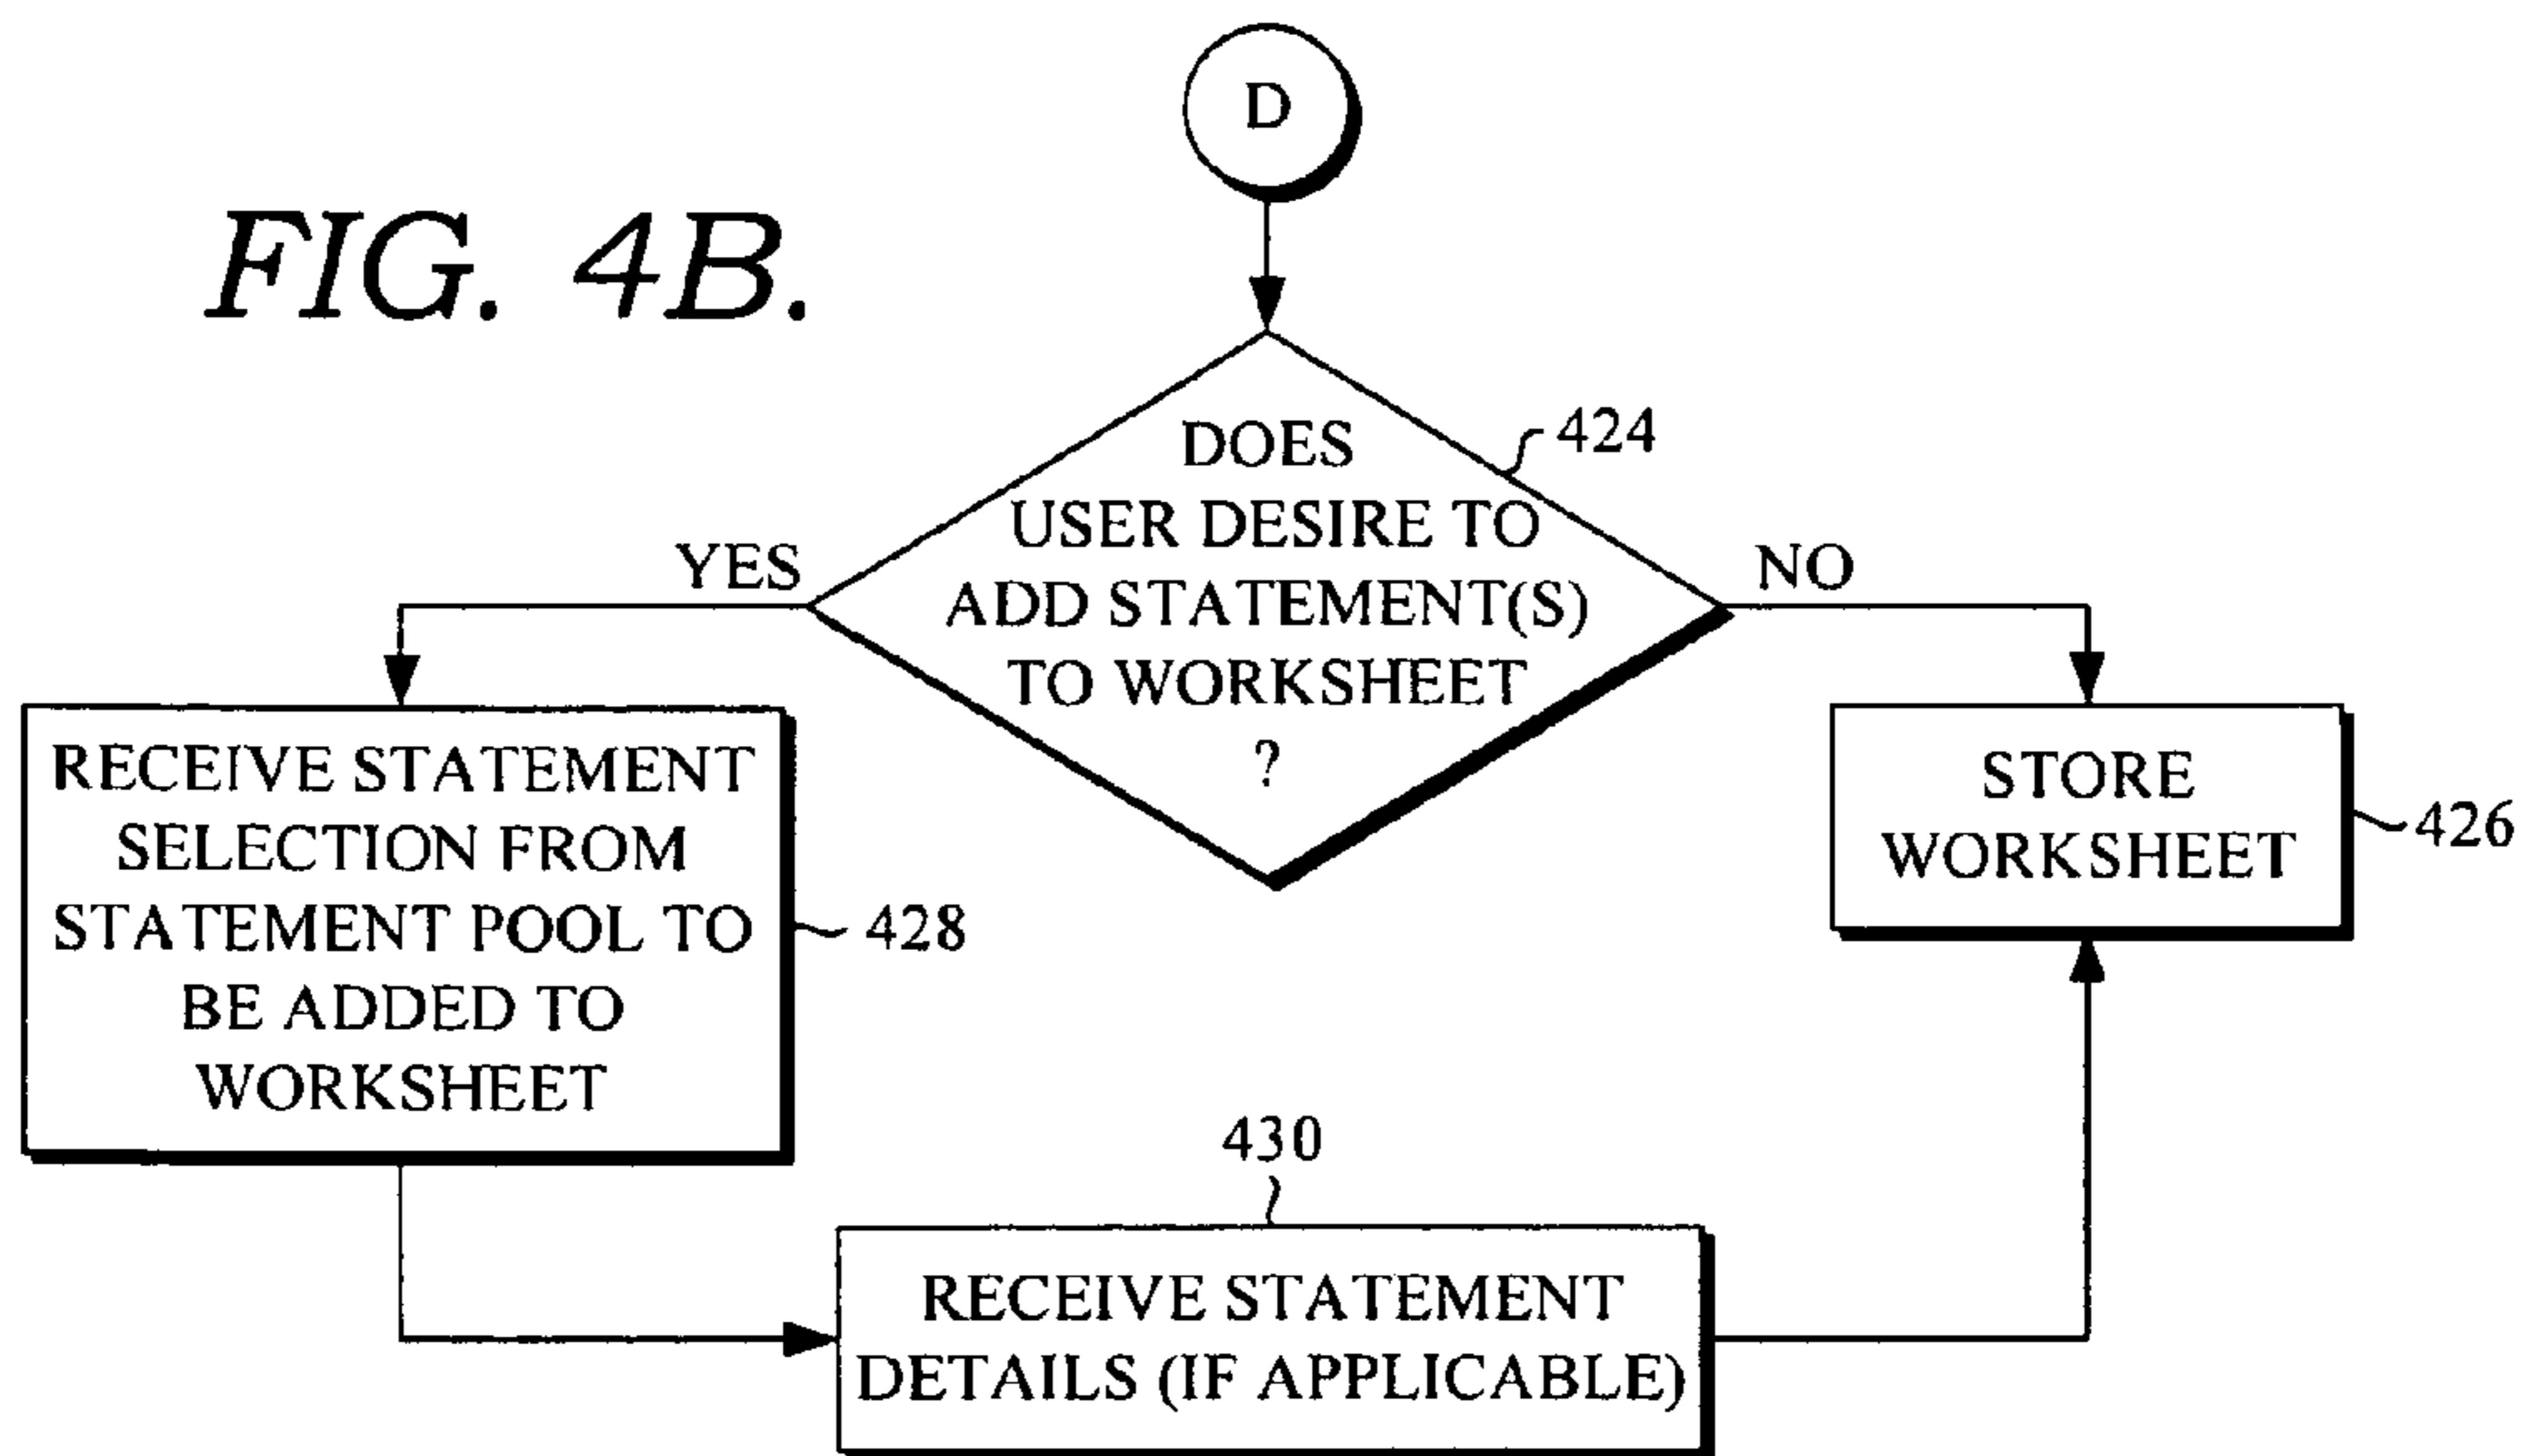 D
FIG. 4B.
DOES
USER DESIRE TO
ADD STATEMENT(S)
TO WORKSHEET
?
424
YES
NO
RECEIVE STATEMENT
SELECTION FROM
STATEMENT POOL TO
BE ADDED TO
WORKSHEET
428
STORE
WORKSHEET
426
430
RECEIVE STATEMENT
DETAILS (IF APPLICABLE)